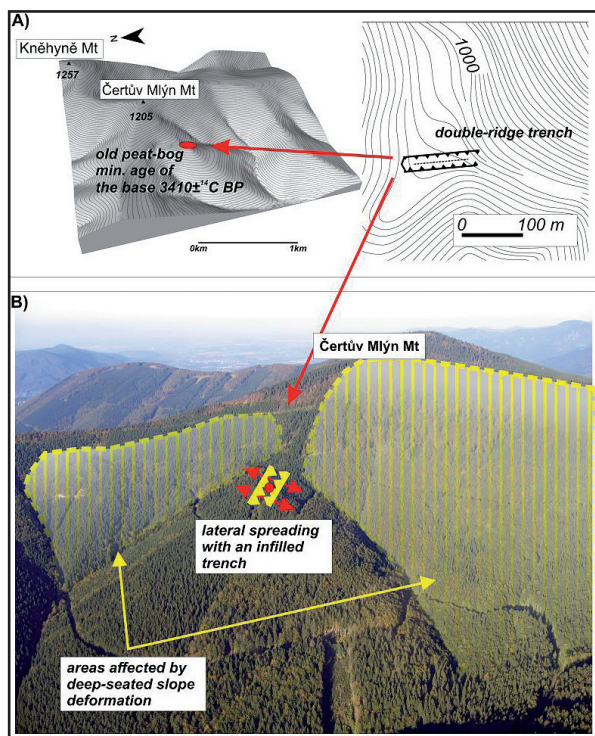 A)
N
Kněhyně Mt
1257
Čertův Mlýn Mt
1205
old peat-bog
min. age of
the base 3410±¹⁴C BP
0km
1km
1000
double-ridge trench
0
100 m
B)
Čertův Mlýn Mt
lateral spreading
with an infilled
trench
areas affected by
deep-seated slope
deformation